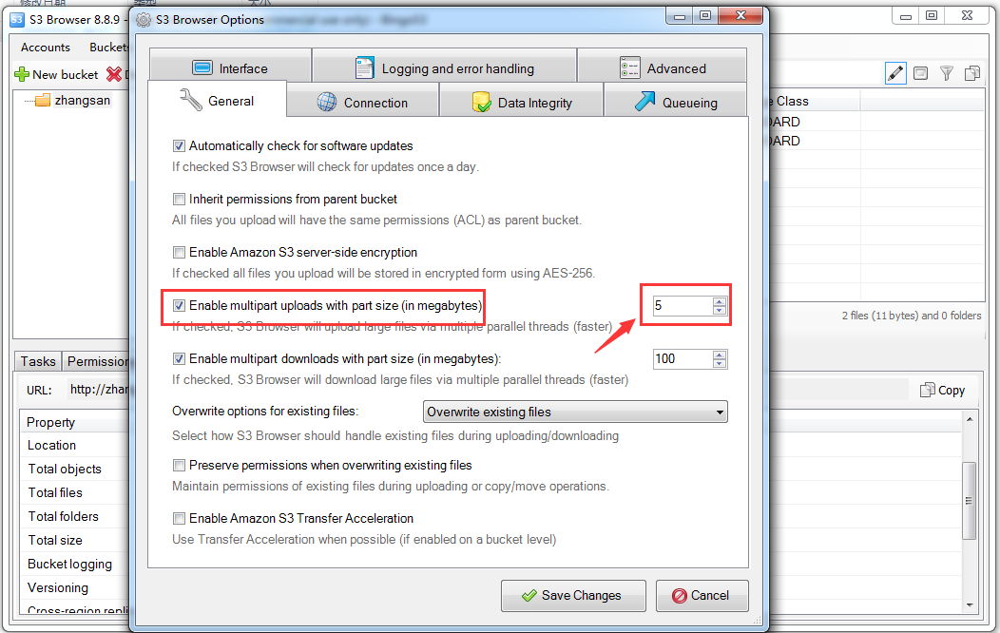 修改日期 类型 大小
S3 Browser 8.8.9 -
S3 Browser Options
Accounts Bucket
New bucket
zhangsan
Interface
Logging and error handling
Advanced
General
Connection
Data Integrity
Queueing
Automatically check for software updates
If checked S3 Browser will check for updates once a day.
Inherit permissions from parent bucket
All files you upload will have the same permissions (ACL) as parent bucket.
Enable Amazon S3 server-side encryption
If checked all files you upload will be stored in encrypted form using AES-256.
Enable multipart uploads with part size (in megabytes)
5
If checked, S3 Browser will upload large files via multiple parallel threads (faster)
Enable multipart downloads with part size (in megabytes):
100
If checked, S3 Browser will download large files via multiple parallel threads (faster)
Overwrite options for existing files:
Overwrite existing files
Select how S3 Browser should handle existing files during uploading/downloading
Preserve permissions when overwriting existing files
Maintain permissions of existing files during uploading or copy/move operations.
Enable Amazon S3 Transfer Acceleration
Use Transfer Acceleration when possible (if enabled on a bucket level)
Save Changes
Cancel
Class
DARD
DARD
2 files (11 bytes) and 0 folders
Tasks
Permission
URL: http://zhan
Copy
Property
Location
Total objects
Total files
Total folders
Total size
Bucket logging
Versioning
Cross-region repli